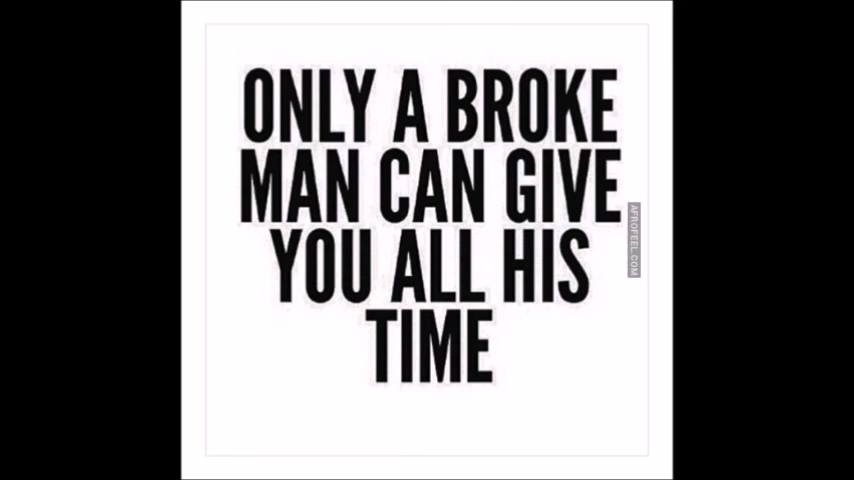 ONLY A BROKE
MAN CAN GIVE
YOU ALL HIS
TIME
AFROFEEL.COM